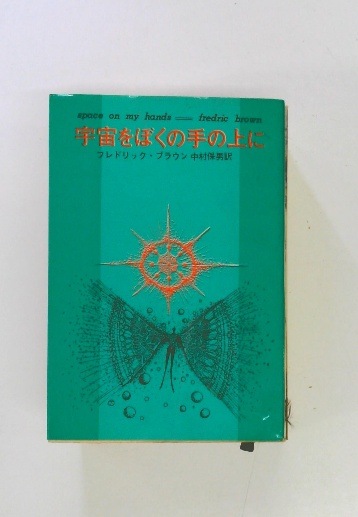 space on my hands — fredric brown
宇宙をぼくの手の上に
フレドリック・ブラウン 中村保男訳